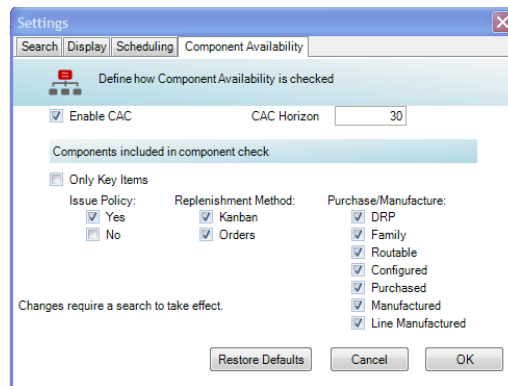 Settings
Search Display Scheduling Component Availability
Define how Component Availability is checked
Enable CAC CAC Horizon 30
Components included in component check
Only Key Items
Issue Policy: Replenishment Method: Purchase/Manufacture:
Yes Kanban DRP
No Orders Family
Routable
Configured
Purchased
Changes require a search to take effect. Manufactured
Line Manufactured
Restore Defaults Cancel OK